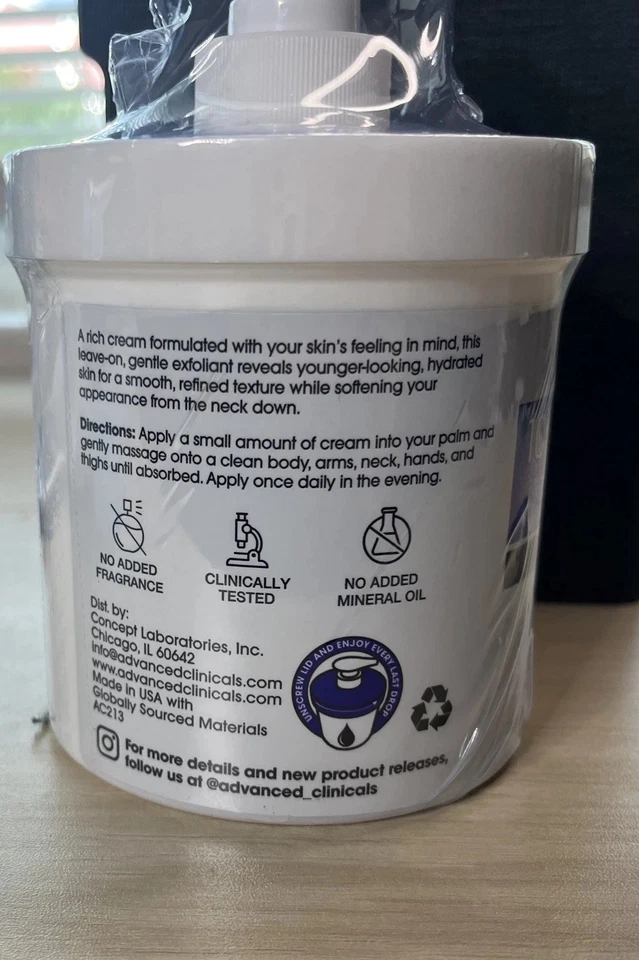 A rich cream formulated with your skin's feeling in mind, this
leave-on, gentle exfoliant reveals younger-looking, hydrated
skin for a smooth, refined texture while softening your
appearance from the neck down.
Directions: Apply a small amount of cream into your palm and
gently massage onto a clean body, arms, neck, hands, and
thighs until absorbed. Apply once daily in the evening.
NO ADDED
FRAGRANCE
CLINICALLY
TESTED
NO ADDED
MINERAL OIL
Dist. by:
Concept Laboratories, Inc.
Chicago, IL 60642
info@advancedclinicals.com
www.advancedclinicals.com
Made in USA with
Globally Sourced Materials
AC213
UNSCREW LID AND ENJOY EVERY LAST DROP
For more details and new product releases,
follow us at @advanced_clinicals